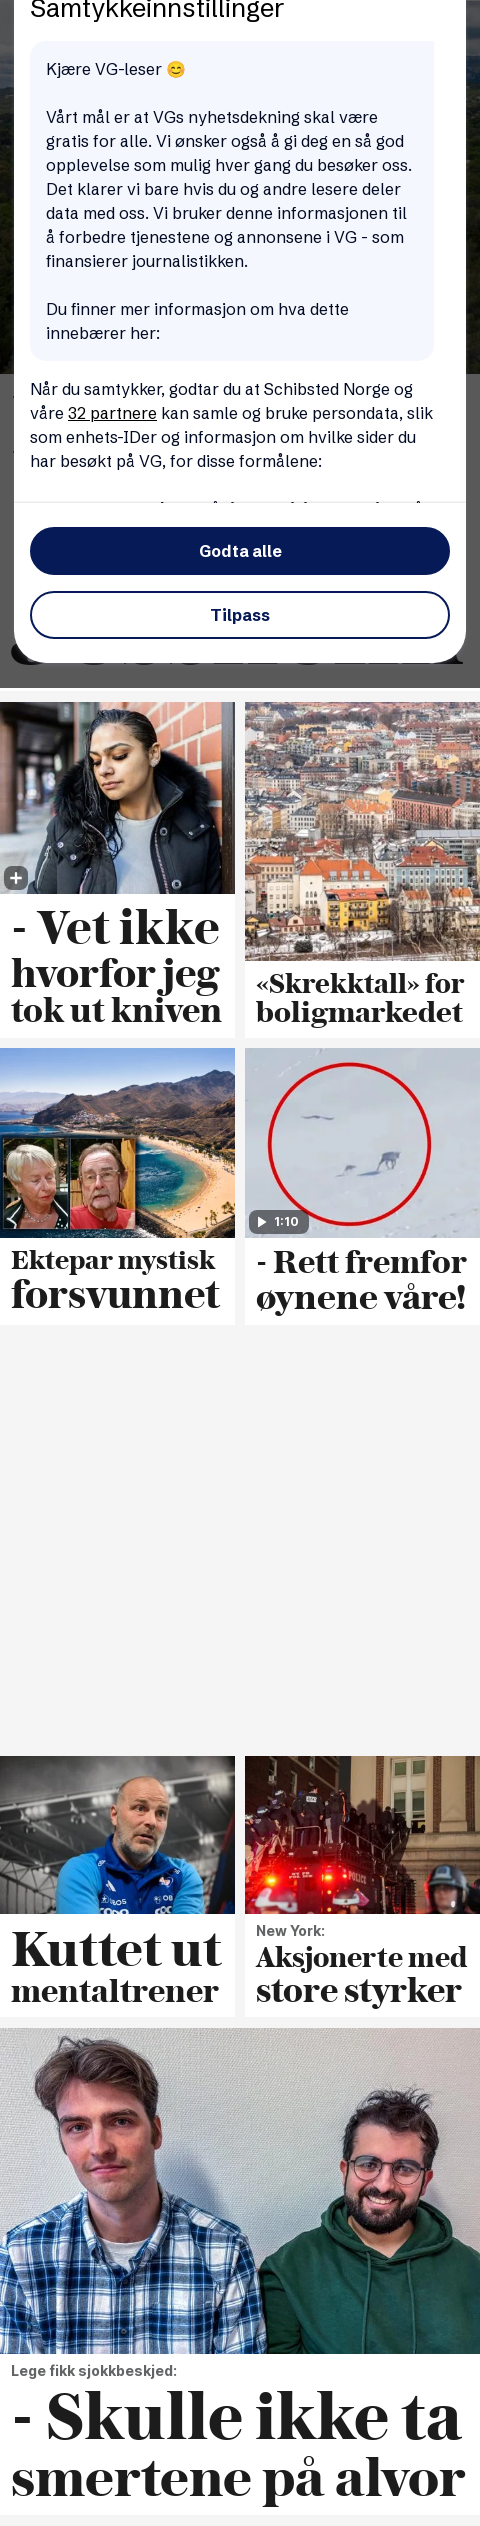 Samtykkeinnstillinger
Kjære VG-leser 😊
Vårt mål er at VGs nyhetsdekning skal være
gratis for alle. Vi ønsker også å gi deg en så god
opplevelse som mulig hver gang du besøker oss.
Det klarer vi bare hvis du og andre lesere deler
data med oss. Vi bruker denne informasjonen til
å forbedre tjenestene og annonsene i VG - som
finansierer journalistikken.
Du finner mer informasjon om hva dette
innebærer her:
Når du samtykker, godtar du at Schibsted Norge og
våre 32 partnere kan samle og bruke persondata, slik
som enhets-IDer og informasjon om hvilke sider du
har besøkt på VG, for disse formålene:
Godta alle
Tilpass
- Vet ikke
hvorfor jeg
tok ut kniven
«Skrekktall» for
boligmarkedet
Ektepar mystisk
forsvunnet
1:10
- Rett fremfor
øynene våre!
Kuttet ut
mentaltrener
POLICE
New York:
Aksjonerte med
store styrker
Lege fikk sjokkbeskjed:
- Skulle ikke ta
smertene på alvor